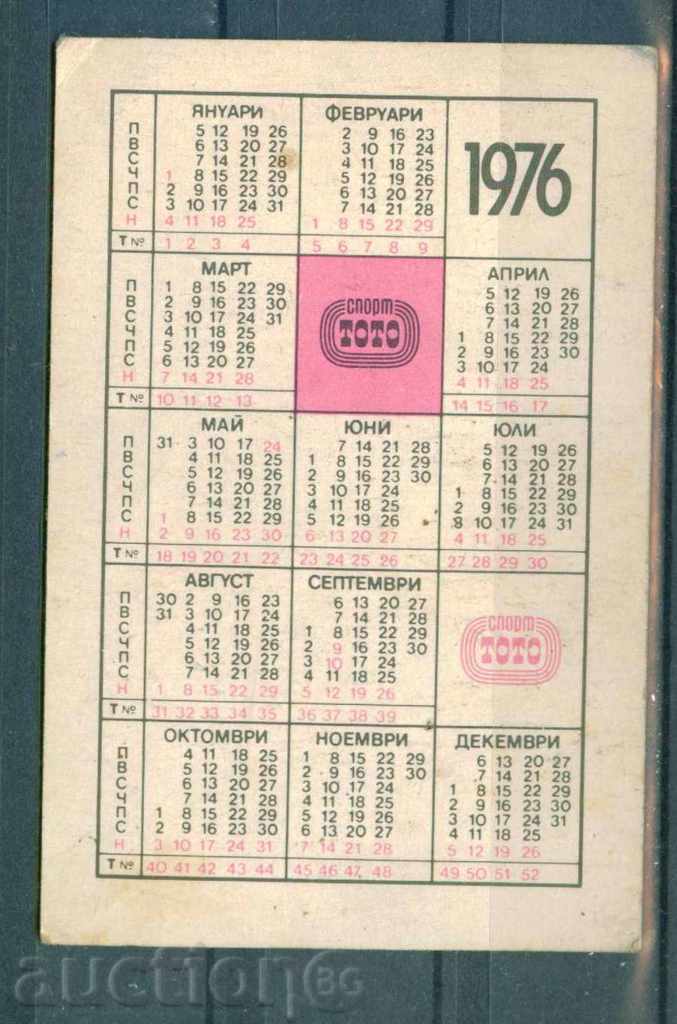 ЯНУАРИ ФЕВРУАРИ 1976
П 5 12 19 26 2 9 16 23
В 6 13 20 27 3 10 17 24
С 7 14 21 28 4 11 18 25
Ч 1 8 15 22 29 5 12 19 26
П 2 9 16 23 30 6 13 20 27
С 3 10 17 24 31 7 14 21 28
Н 4 11 18 25 1 8 15 22 29
Т № 1 2 3 4 5 6 7 8 9
МАРТ спорт ТОТО АПРИЛ
П 1 8 15 22 29 5 12 19 26
В 2 9 16 23 30 6 13 20 27
С 3 10 17 24 31 7 14 21 28
Ч 4 11 18 25 1 8 15 22 29
П 5 12 19 26 2 9 16 23 30
С 6 13 20 27 3 10 17 24
Н 7 14 21 28 4 11 18 25
Т № 10 11 12 13 14 15 16 17
МАЙ ЮНИ ЮЛИ
П 31 3 10 17 24 7 14 21 28 5 12 19 26
В 4 11 18 25 1 8 15 22 29 6 13 20 27
С 5 12 19 26 2 9 16 23 30 7 14 21 28
Ч 6 13 20 27 3 10 17 24 1 8 15 22 29
П 7 14 21 28 4 11 18 25 2 9 16 23 30
С 1 8 15 22 29 5 12 19 26 8 10 17 24 31
Н 2 9 16 23 30 6 13 20 27 4 11 18 25
Т № 18 19 20 21 22 23 24 25 26 27 28 29 30
АВГУСТ СЕПТЕМВРИ спорт ТОТО
П 30 2 9 16 23 6 13 20 27
В 31 3 10 17 24 7 14 21 28
С 4 11 18 25 1 8 15 22 29
Ч 5 12 19 26 2 9 16 23 30
П 6 13 20 27 3 10 17 24
С 7 14 21 28 4 11 18 25
Н 1 8 15 22 29 5 12 19 26
Т № 31 32 33 34 35 36 37 38 39
ОКТОМВРИ НОЕМВРИ ДЕКЕМВРИ
П 4 11 18 25 1 8 15 22 29 6 13 20 27
В 5 12 19 26 2 9 16 23 30 7 14 21 28
С 6 13 20 27 3 10 17 24 1 8 15 22 29
Ч 7 14 21 28 4 11 18 25 2 9 16 23 30
П 1 8 15 22 29 5 12 19 26 3 10 17 24 31
С 2 9 16 23 30 6 13 20 27 4 11 18 25
Н 3 10 17 24 31 7 14 21 28 5 12 19 26
Т № 40 41 42 43 44 45 46 47 48 49 50 51 52
auctionBG